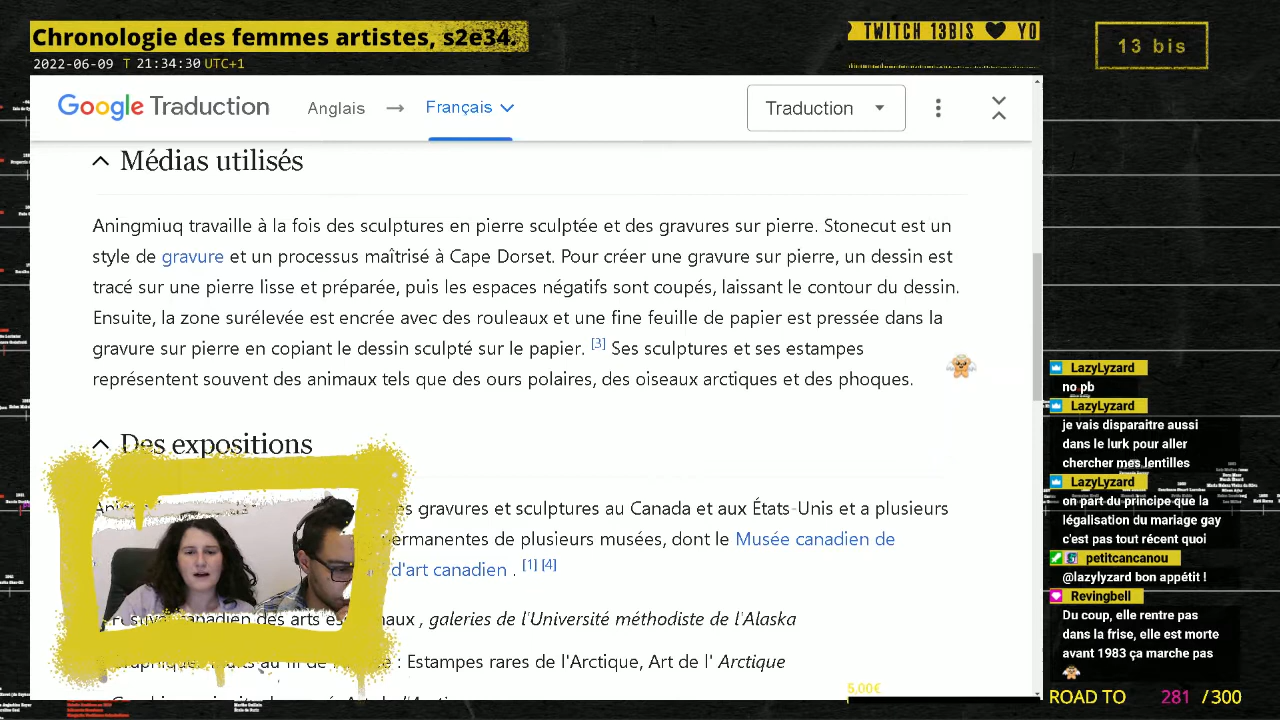 Chronologie des femmes artistes, s2e34.
2022-06-09 T 21:34:30 UTC+1
TWITCH 13BIS ♥ YO
13 bis
Google Traduction
Anglais → Français
Traduction
Médias utilisés
Aningmiuq travaille à la fois des sculptures en pierre sculptée et des gravures sur pierre. Stonecut est un
style de gravure et un processus maîtrisé à Cape Dorset. Pour créer une gravure sur pierre, un dessin est
tracé sur une pierre lisse et préparée, puis les espaces négatifs sont coupés, laissant le contour du dessin.
Ensuite, la zone surélevée est encrée avec des rouleaux et une fine feuille de papier est pressée dans la
gravure sur pierre en copiant le dessin sculpté sur le papier. [3] Ses sculptures et ses estampes
représentent souvent des animaux tels que des ours polaires, des oiseaux arctiques et des phoques.
Des expositions
gravures et sculptures au Canada et aux États-Unis et a plusieurs
permanentes de plusieurs musées, dont le Musée canadien de
d'art canadien . [1] [4]
canadien des arts , galeries de l'Université méthodiste de l'Alaska
: Estampes rares de l'Arctique, Art de l' Arctique
5,00€
LazyLyzard
no pb
LazyLyzard
je vais disparaitre aussi
dans le lurk pour aller
chercher mes lentilles
LazyLyzard
on part du principe que la
légalisation du mariage gay
c'est pas tout récent quoi
petitcancanou
@lazylyzard bon appétit !
Revingbell
Du coup, elle rentre pas
dans la frise, elle est morte
avant 1983 ça marche pas
ROAD TO 281 /300